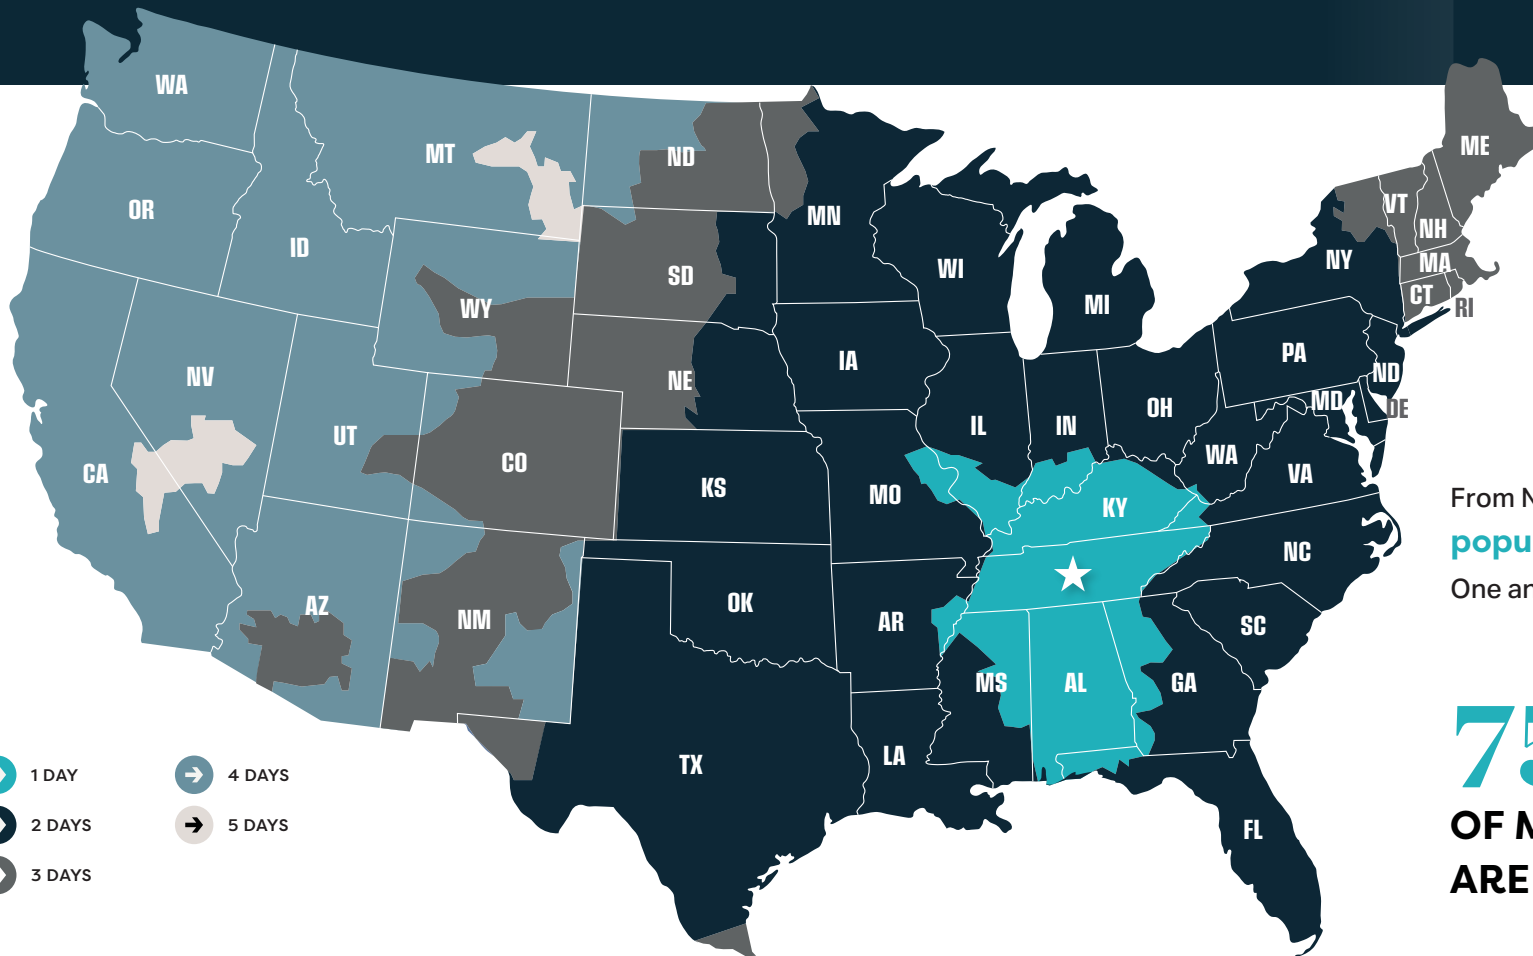 WA
MT
ND
ME
OR
ID
MN
VT
NH
WI
SD
NY
MA
WY
MI
CT
RI
NV
IA
PA
NE
ND
UT
OH
MD
DE
CA
CO
IL
IN
WA
KS
MO
VA
KY
From N
NC
popu
AZ
NM
OK
AR
One an
SC
MS
AL
GA
TX
LA
75
1 DAY
4 DAYS
2 DAYS
5 DAYS
FL
OF M
3 DAYS
ARE